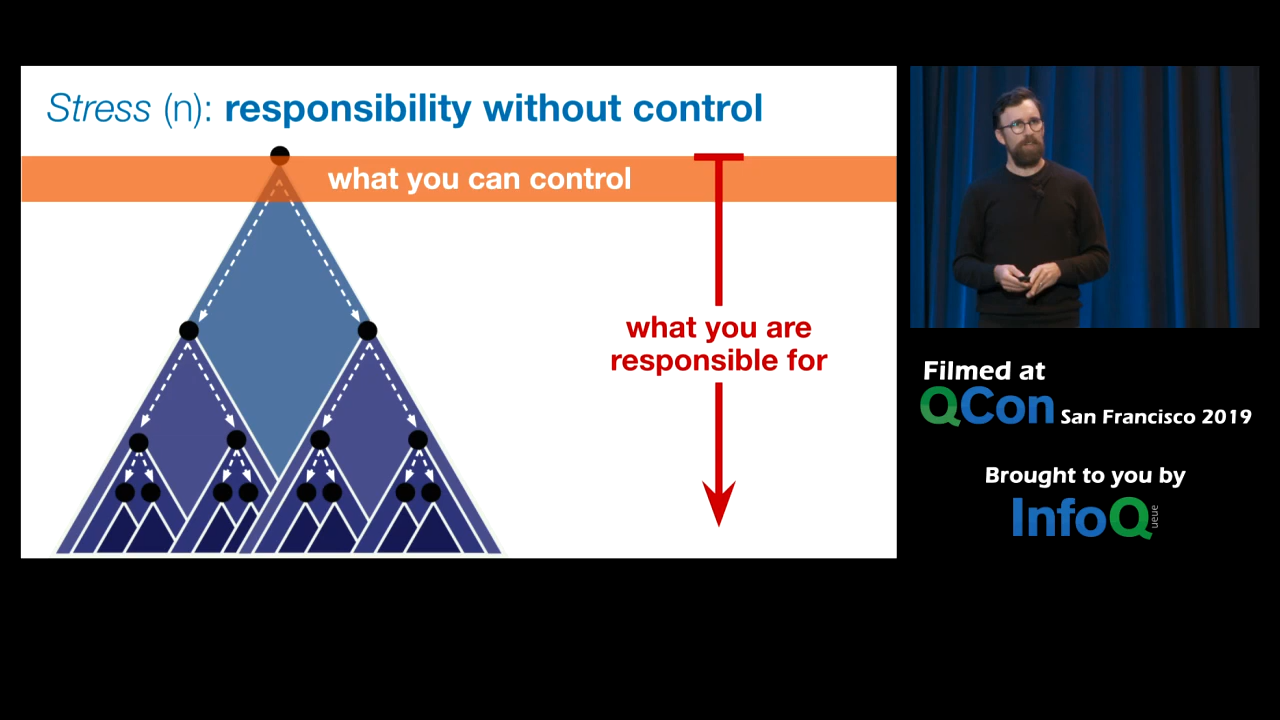 Stress (n): responsibility without control
what you can control
what you are
responsible for
Filmed at
QCon San Francisco 2019
Brought to you by
InfoQueue